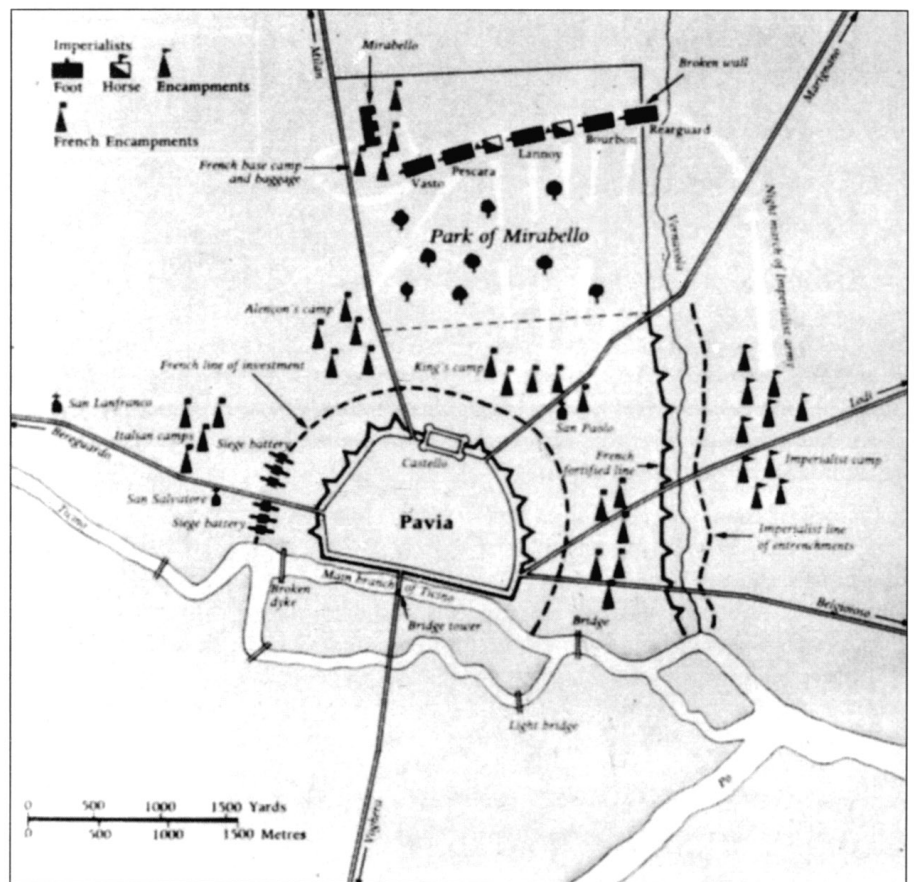 Imperialists
Foot Horse Encampments
French Encampments
Milan
Mirabello
Broken wall
Marignano
French base camp
and baggage
Vasto
Pescara
Lannoy
Bourbon
Rearguard
Park of Mirabello
Vernavola
Night march of Imperialist army
Alençon's camp
French line of investment
King's camp
San Lanfranco
Italian camps
Siege battery
Bereguardo
Castello
San Paolo
French
fortified line
Lodi
Imperialist camp
San Salvatore
Siege battery
Pavia
Imperialist line
of entrenchments
Ticino
Broken
dyke
Main branch of Ticino
Bridge tower
Bridge
Belgioioso
Light bridge
Po
Voghera
0 500 1000 1500 Yards
0 500 1000 1500 Metres